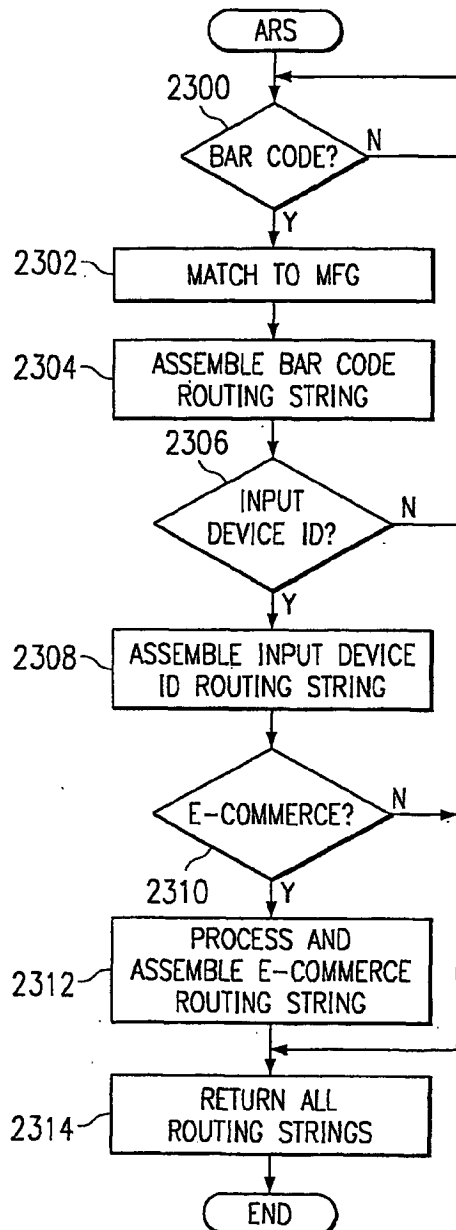 ARS
2300
BAR CODE?
N
Y
2302
MATCH TO MFG
2304
ASSEMBLE BAR CODE
ROUTING STRING
2306
INPUT
DEVICE ID?
N
Y
2308
ASSEMBLE INPUT DEVICE
ID ROUTING STRING
E-COMMERCE?
N
2310
Y
PROCESS AND
2312
ASSEMBLE E-COMMERCE
ROUTING STRING
2314
RETURN ALL
ROUTING STRINGS
END